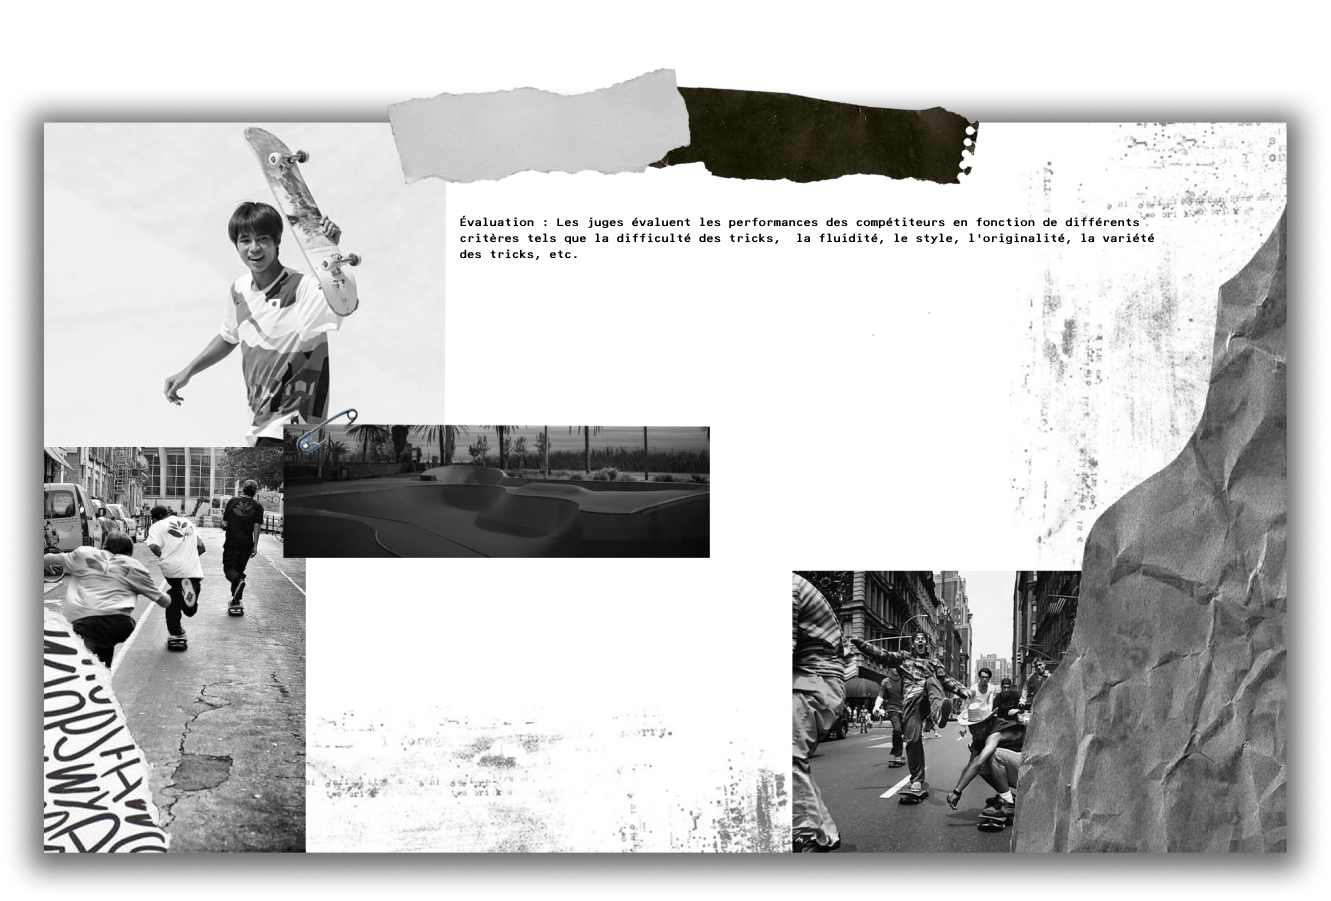 Évaluation : Les juges évaluent les performances des compétiteurs en fonction de différents
critères tels que la difficulté des tricks,  la fluidité, le style, l'originalité, la variété
des tricks, etc.